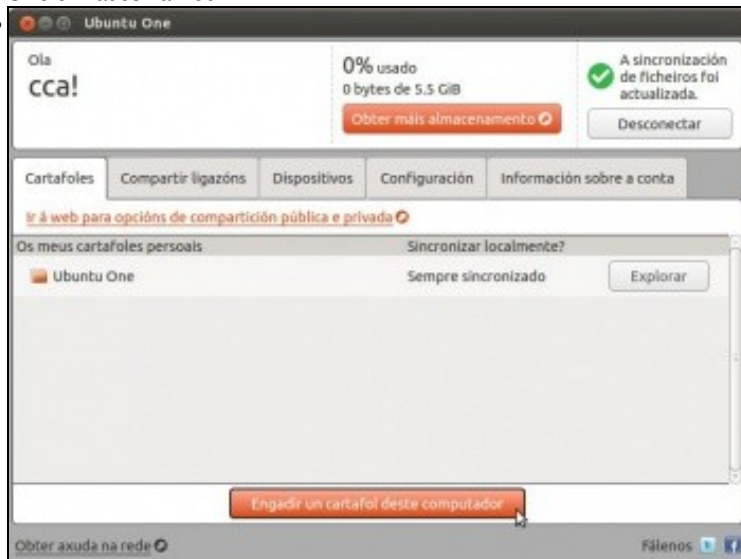 Ubuntu One
Ola
cca!
0% usado
0 bytes de 5.5 GiB
Obter máis almacenamento
A sincronización
de ficheiros foi
actualizada.
Desconectar
Cartafoles
Compartir ligazóns
Dispositivos
Configuración
Información sobre a conta
Ir á web para opcións de compartición pública e privada
Os meus cartafoles persoais
Sincronizar localmente?
Ubuntu One
Sempre sincronizado
Explorar
Engadir un cartafol deste computador
Obter axuda na rede
Fálenos